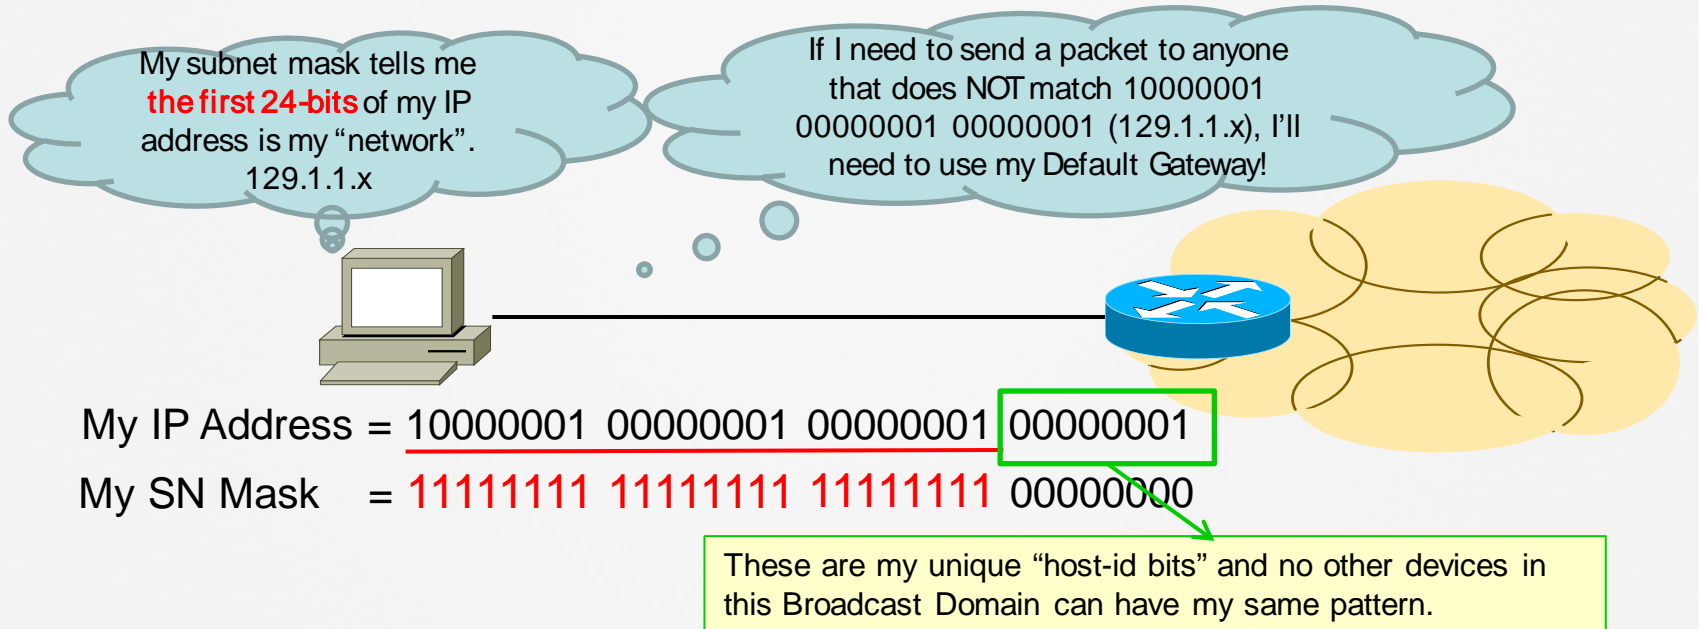 My subnet mask tells me
the first 24-bits of my IP
address is my “network”.
129.1.1.x
If I need to send a packet to anyone
that does NOT match 10000001
00000001 00000001 (129.1.1.x), I’ll
need to use my Default Gateway!
My IP Address = 10000001 00000001 00000001 00000001
My SN Mask = 11111111 11111111 11111111 00000000
These are my unique “host-id bits” and no other devices in
this Broadcast Domain can have my same pattern.